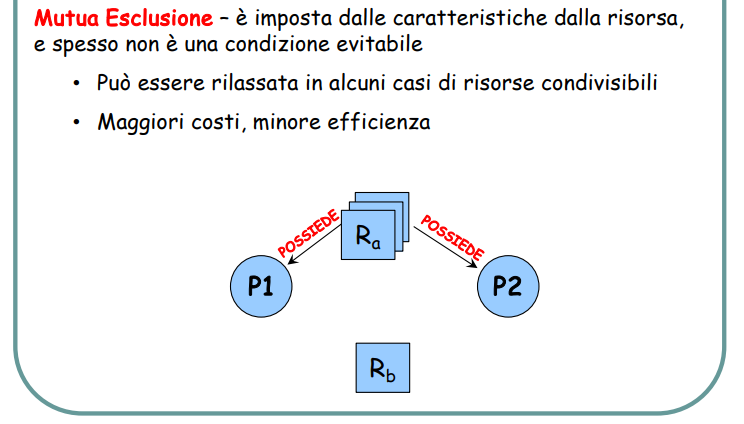 Mutua Esclusione – è imposta dalle caratteristiche dalla risorsa,
e spesso non è una condizione evitabile
• Può essere rilassata in alcuni casi di risorse condivisibili
• Maggiori costi, minore efficienza
POSSIEDE
Ra
POSSIEDE
P1
P2
Rb